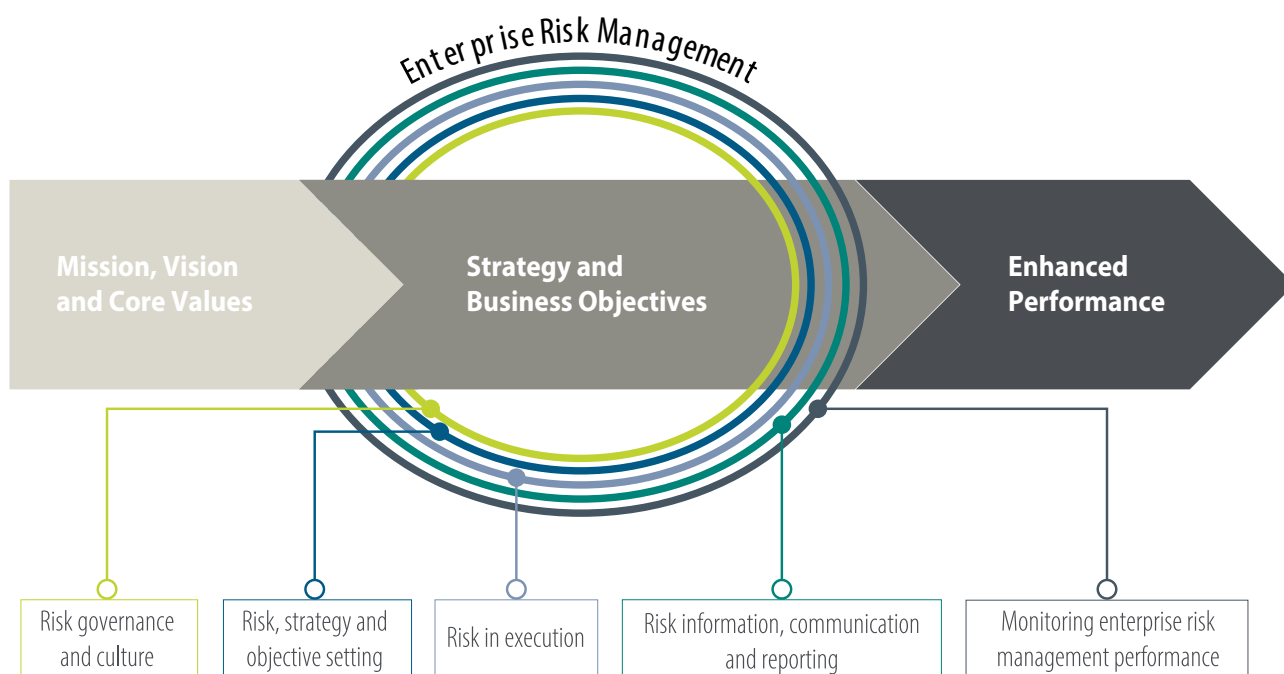 Enterprise Risk Management
Mission, Vision
and Core Values
Strategy and
Business Objectives
Enhanced
Performance
Risk governance
and culture
Risk, strategy and
objective setting
Risk in execution
Risk information, communication
and reporting
Monitoring enterprise risk
management performance